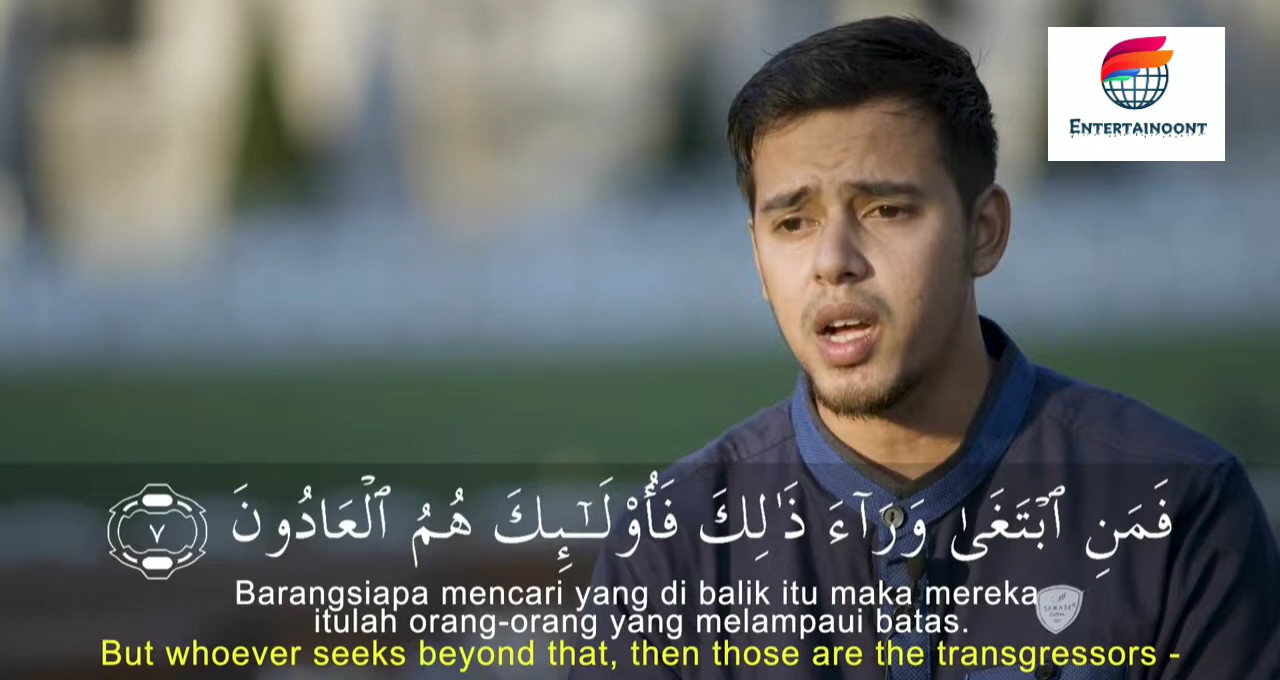 ENTERTAINOONT
فَمَنِ ٱبْتَغَىٰ وَرَآءَ ذَٰلِكَ فَأُو۟لَـٰٓئِكَ هُمُ ٱلْعَادُونَ ٧
Barangsiapa mencari yang di balik itu maka mereka
itulah orang-orang yang melampaui batas.
But whoever seeks beyond that, then those are the transgressors -